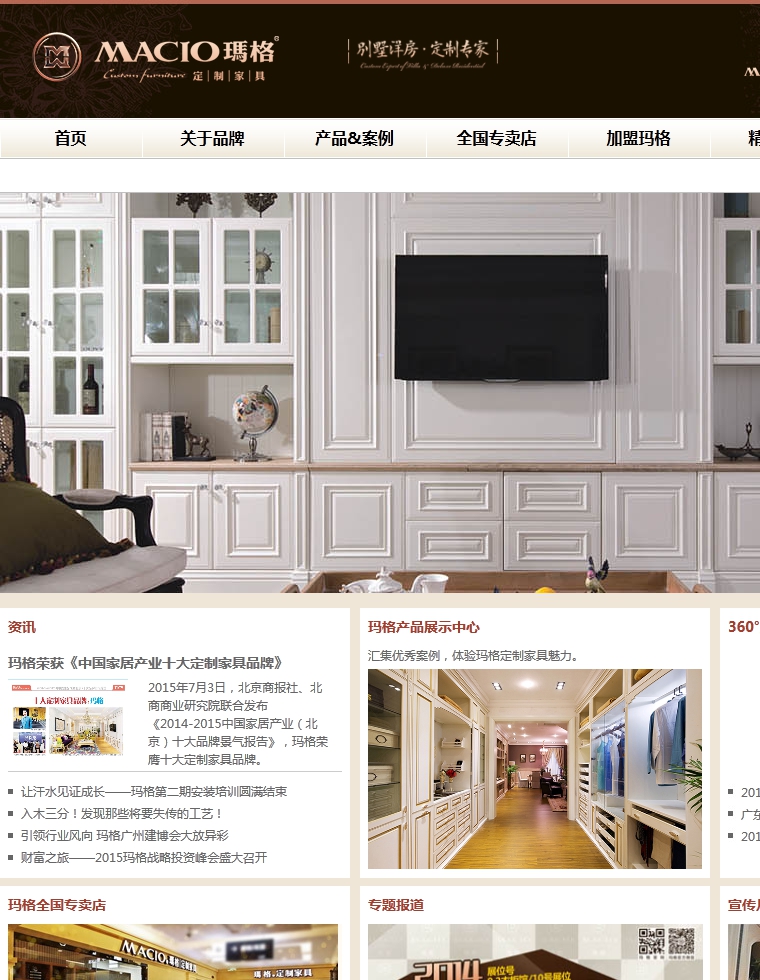 MACIO瑪格®
Custom furniture 定|制|家|具
别墅洋房·定制专家
首页
关于品牌
产品&案例
全国专卖店
加盟玛格
精
资讯
玛格荣获《中国家居产业十大定制家具品牌》
十大定制家具品牌·玛格
2015年7月3日，北京商报社、北
商商业研究院联合发布
《2014-2015中国家居产业（北
京）十大品牌景气报告》，玛格荣
膺十大定制家具品牌。
让汗水见证成长——玛格第二期安装培训圆满结束
入木三分！发现那些将要失传的工艺！
引领行业风向 玛格广州建博会大放异彩
财富之旅——2015玛格战略投资峰会盛大召开
玛格产品展示中心
汇集优秀案例，体验玛格定制家具魅力。
360°
201
广东
201
玛格全国专卖店
MACIO瑪格·定制家具
瑪格·定制家具
专题报道
2014
展位号
宣传